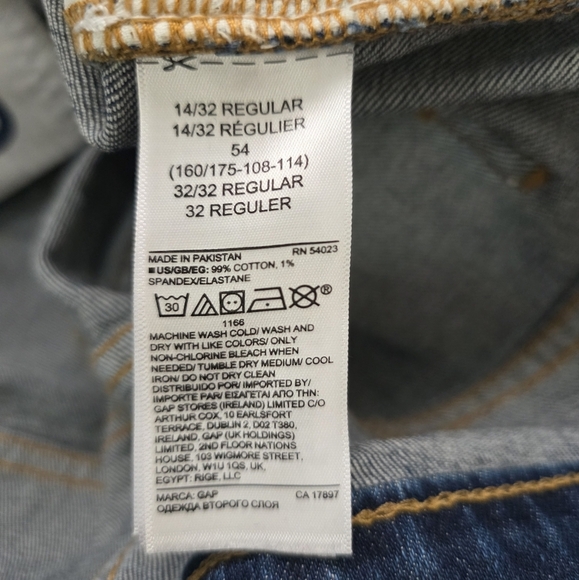 14/32 REGULAR
14/32 RÉGULIER
54
(160/175-108-114)
32/32 REGULAR
32 REGULER
MADE IN PAKISTAN RN 54023
US/GB/EG: 99% COTTON, 1%
SPANDEX/ELASTANE
30 ®
1166
MACHINE WASH COLD/ WASH AND
DRY WITH LIKE COLORS/ ONLY
NON-CHLORINE BLEACH WHEN
NEEDED/ TUMBLE DRY MEDIUM/ COOL
IRON/ DO NOT DRY CLEAN
DISTRIBUIDO POR/ IMPORTED BY/
IMPORTE PAR/ ΕΙΣΑΓΕΤΑΙ ΑΠΟ ΤΗΝ:
GAP STORES (IRELAND) LIMITED C/O
ARTHUR COX, 10 EARLSFORT
TERRACE, DUBLIN 2, D02 T380,
IRELAND, GAP (UK HOLDINGS)
LIMITED, 2ND FLOOR NATIONS
HOUSE, 103 WIGMORE STREET,
LONDON, W1U 1QS, UK,
EGYPT: RIGE, LLC
MARCA: GAP CA 17897
ОДЕЖДА ВТОРОГО СЛОЯ